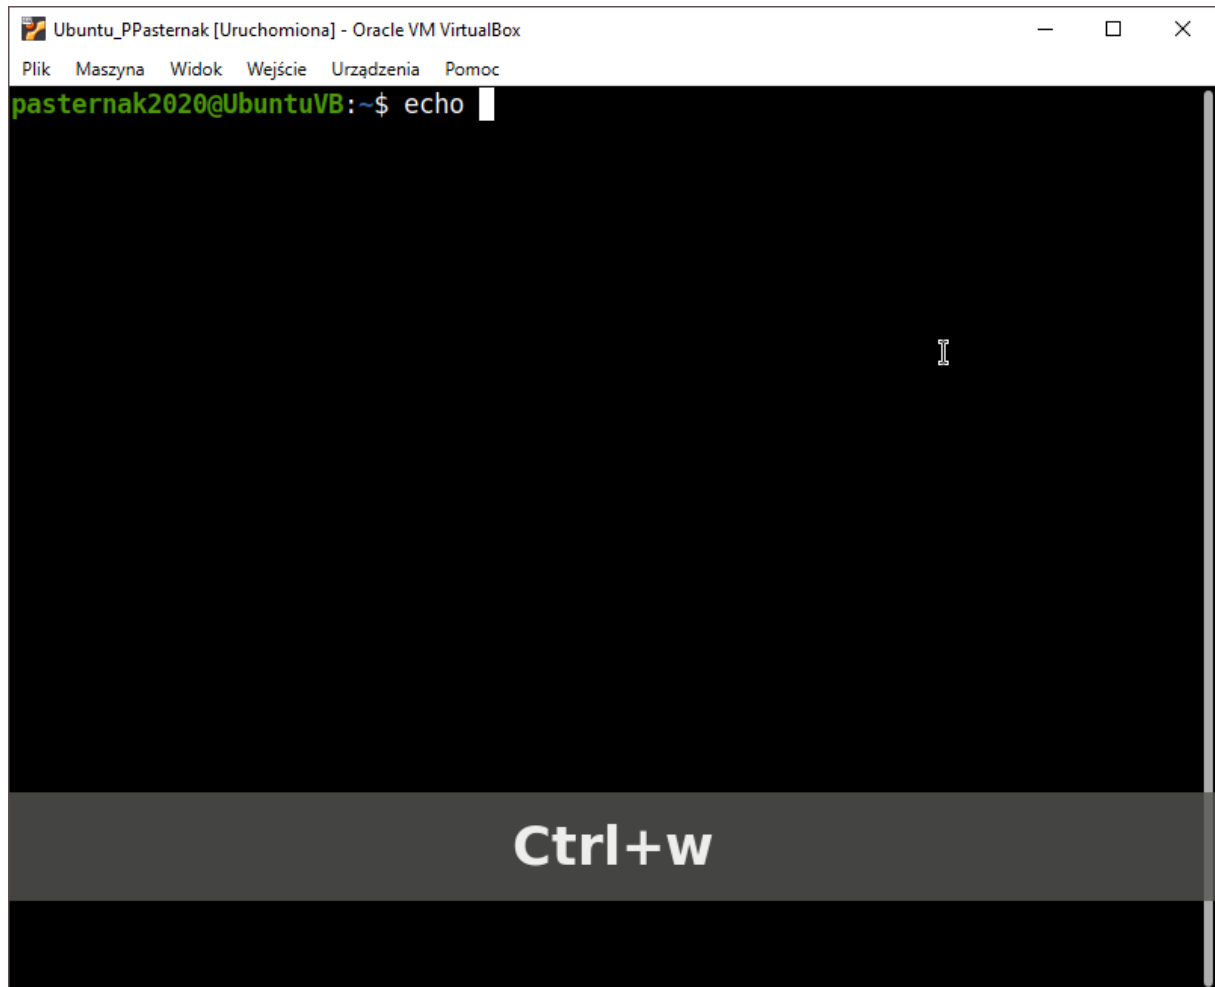 Ubuntu_PPasternak [Uruchomiona] - Oracle VM VirtualBox
Plik Maszyna Widok Wejście Urządzenia Pomoc
pasternak2020@UbuntuVB:~$ echo
Ctrl+w